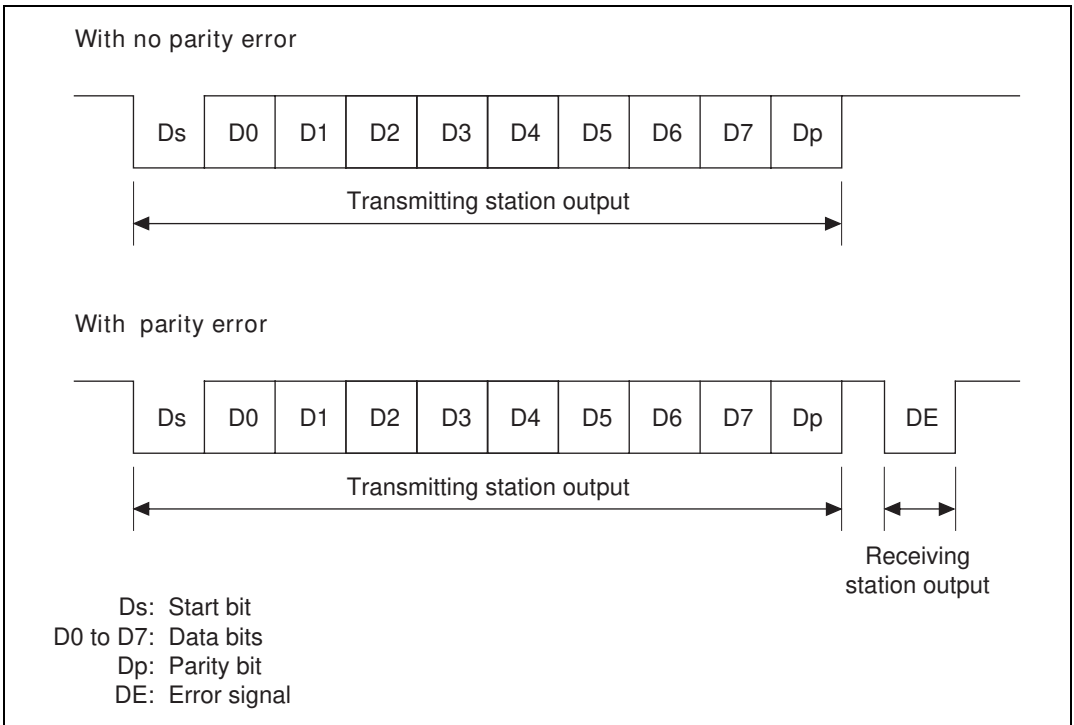 With no parity error
Ds D0 D1 D2 D3 D4 D5 D6 D7 Dp
Transmitting station output
With parity error
Ds D0 D1 D2 D3 D4 D5 D6 D7 Dp DE
Transmitting station output
Receiving
station output
Ds: Start bit
D0 to D7: Data bits
Dp: Parity bit
DE: Error signal